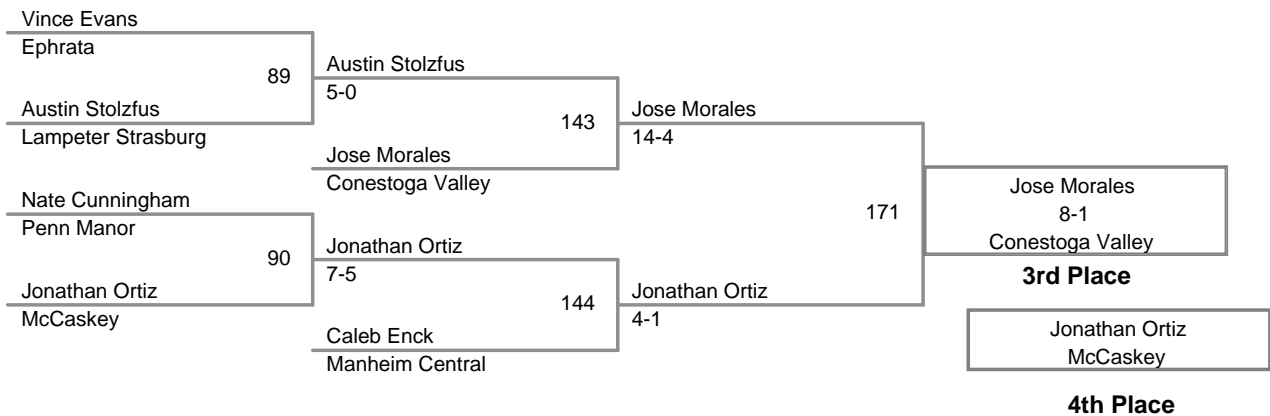 Vince Evans
Ephrata
89
Austin Stolzfus
5-0
Austin Stolzfus
Lampeter Strasburg
143
Jose Morales
14-4
Jose Morales
Conestoga Valley
Nate Cunningham
Penn Manor
171
Jose Morales
8-1
Conestoga Valley
3rd Place
90
Jonathan Ortiz
7-5
Jonathan Ortiz
McCaskey
144
Jonathan Ortiz
4-1
Caleb Enck
Manheim Central
Jonathan Ortiz
McCaskey
4th Place